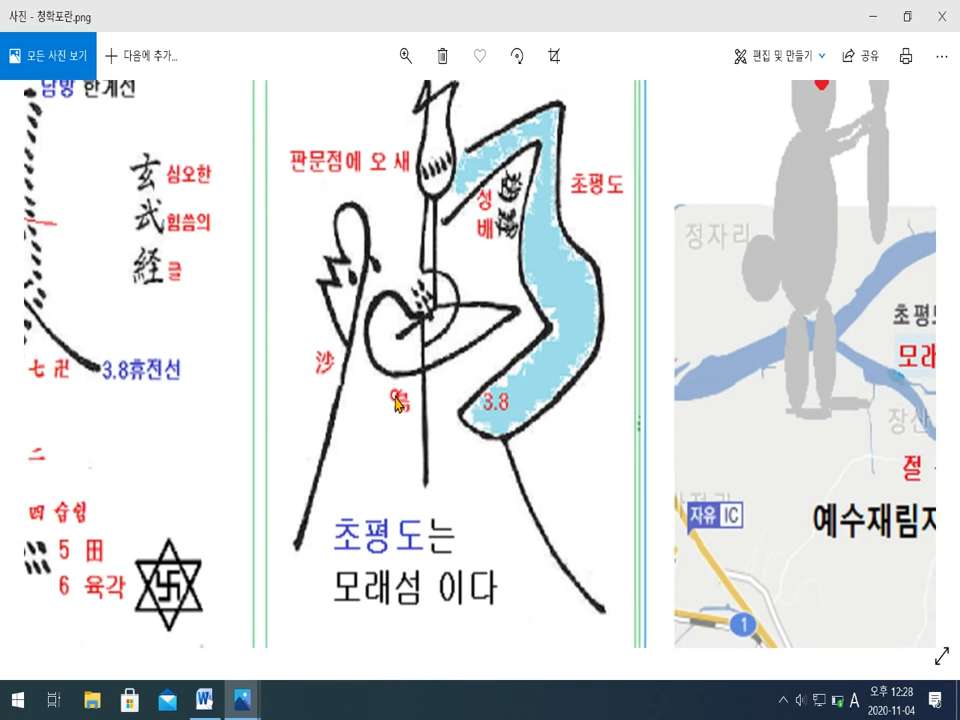 사진 - 청학포란.png
모든 사진 보기
다음에 추가...
편집 및 만들기
공유
남방 한계선
玄 심오한
武 힘씀의
経 글
七 卍 3.8휴전선
二
四 습쉼
5 田
6 육각
卐
판문점에 오 새
성
배
초평도
沙
3.8
초평도는
모래섬 이다
정자리
초평
모래
장산
절
자유 IC
예수재림
1
A
오후 12:28
2020-11-04